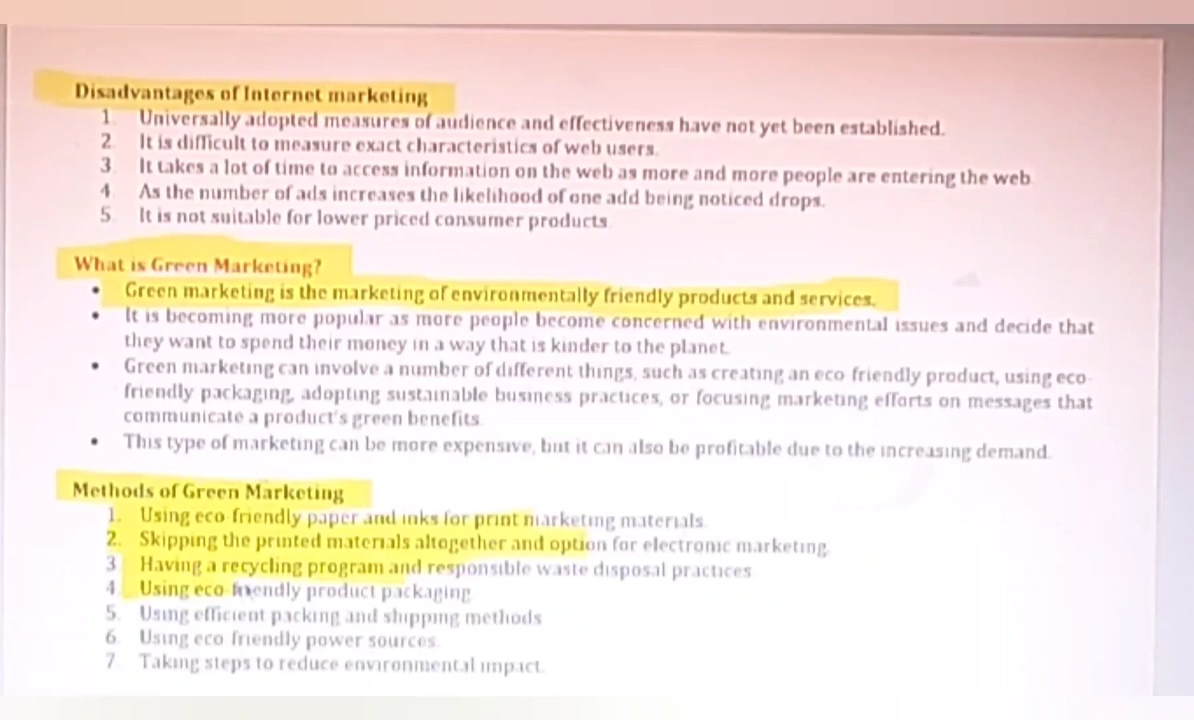 Disadvantages of Internet marketing
1. Universally adopted measures of audience and effectiveness have not yet been established.
2. It is difficult to measure exact characteristics of web users.
3. It takes a lot of time to access information on the web as more and more people are entering the web
4. As the number of ads increases the likelihood of one add being noticed drops.
5. It is not suitable for lower priced consumer products
What is Green Marketing?
• Green marketing is the marketing of environmentally friendly products and services.
• It is becoming more popular as more people become concerned with environmental issues and decide that
they want to spend their money in a way that is kinder to the planet.
• Green marketing can involve a number of different things, such as creating an eco friendly product, using eco-
friendly packaging, adopting sustainable business practices, or focusing marketing efforts on messages that
communicate a product's green benefits.
• This type of marketing can be more expensive, but it can also be profitable due to the increasing demand.
Methods of Green Marketing
1. Using eco friendly paper and inks for print marketing materials.
2. Skipping the printed materials altogether and option for electronic marketing.
3 Having a recycling program and responsible waste disposal practices
4. Using eco-friendly product packaging
5. Using efficient packing and shipping methods
6. Using eco friendly power sources.
7. Taking steps to reduce environmental impact.